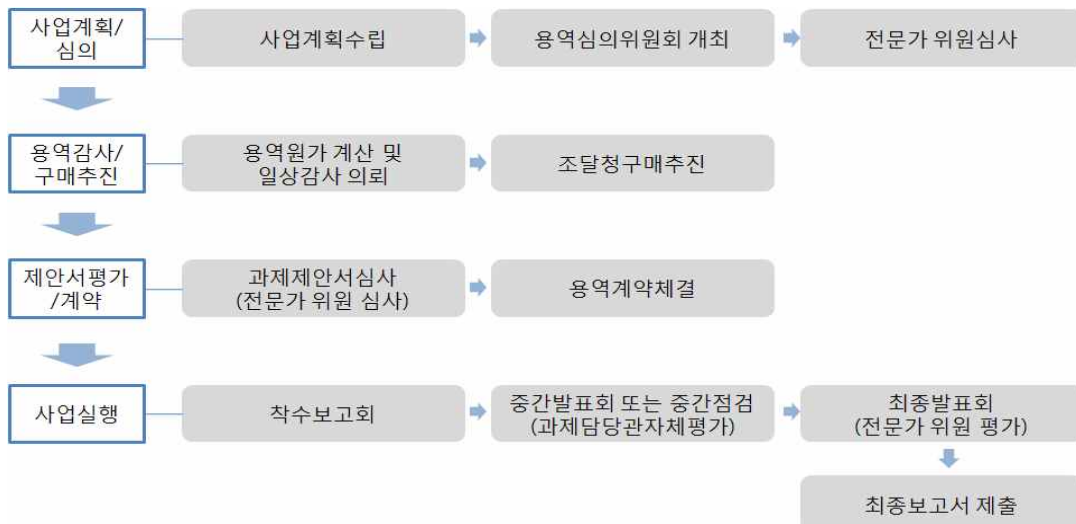 사업계획/
심의
사업계획수립
용역심의위원회 개최
전문가 위원심사
용역감사/
구매추진
용역원가 계산 및
일상감사 의뢰
조달청구매추진
제안서평가
/계약
과제제안서심사
(전문가 위원 심사)
용역계약체결
사업실행
착수보고회
중간발표회 또는 중간점검
(과제담당관자체평가)
최종발표회
(전문가 위원 평가)
최종보고서 제출